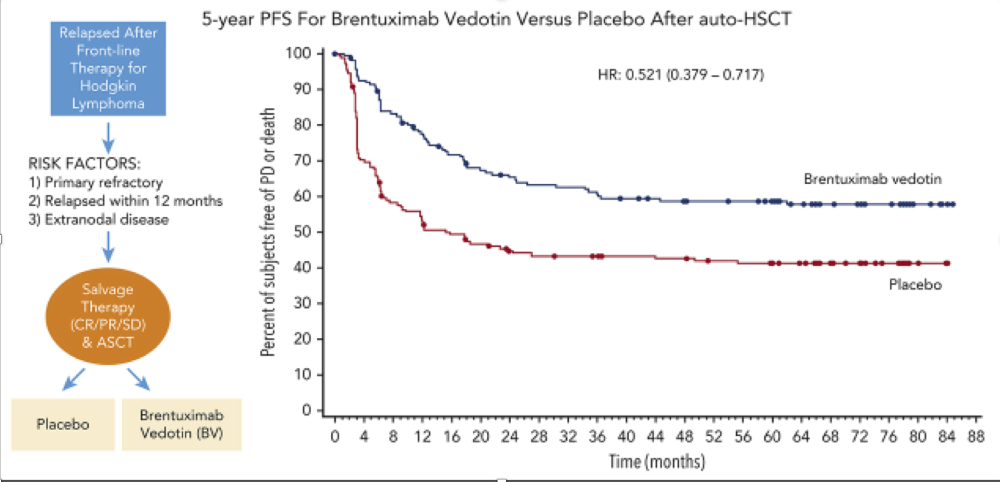 5-year PFS For Brentuximab Vedotin Versus Placebo After auto-HSCT
Relapsed After
Front-line
Therapy for
Hodgkin
Lymphoma
RISK FACTORS:
1) Primary refractory
2) Relapsed within 12 months
3) Extranodal disease
Salvage
Therapy
(CR/PR/SD)
& ASCT
Placebo
Brentuximab
Vedotin (BV)
Percent of subjects free of PD or death
100
90
80
70
60
50
40
30
20
10
0
HR: 0.521 (0.379 – 0.717)
Brentuximab vedotin
Placebo
0 4 8 12 16 20 24 28 32 36 40 44 48 52 56 60 64 68 72 76 80 84 88
Time (months)